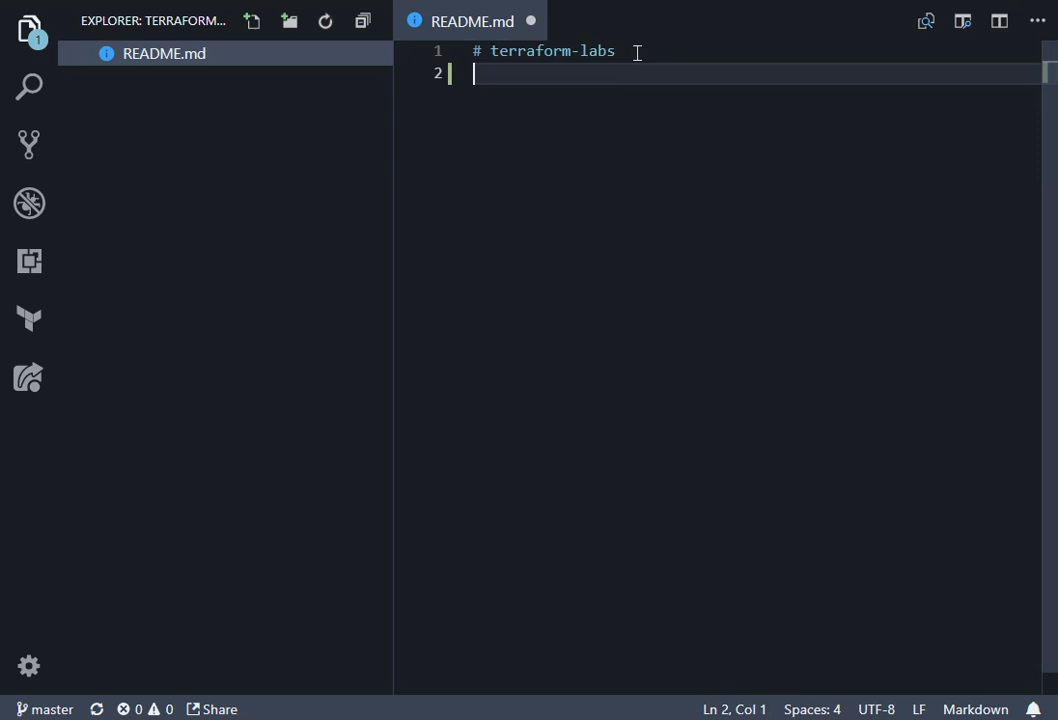 EXPLORER: TERRAFORM...
README.md
1
README.md
1 # terraform-labs
2
master
0 0
Share
Ln 2, Col 1
Spaces: 4
UTF-8
LF
Markdown